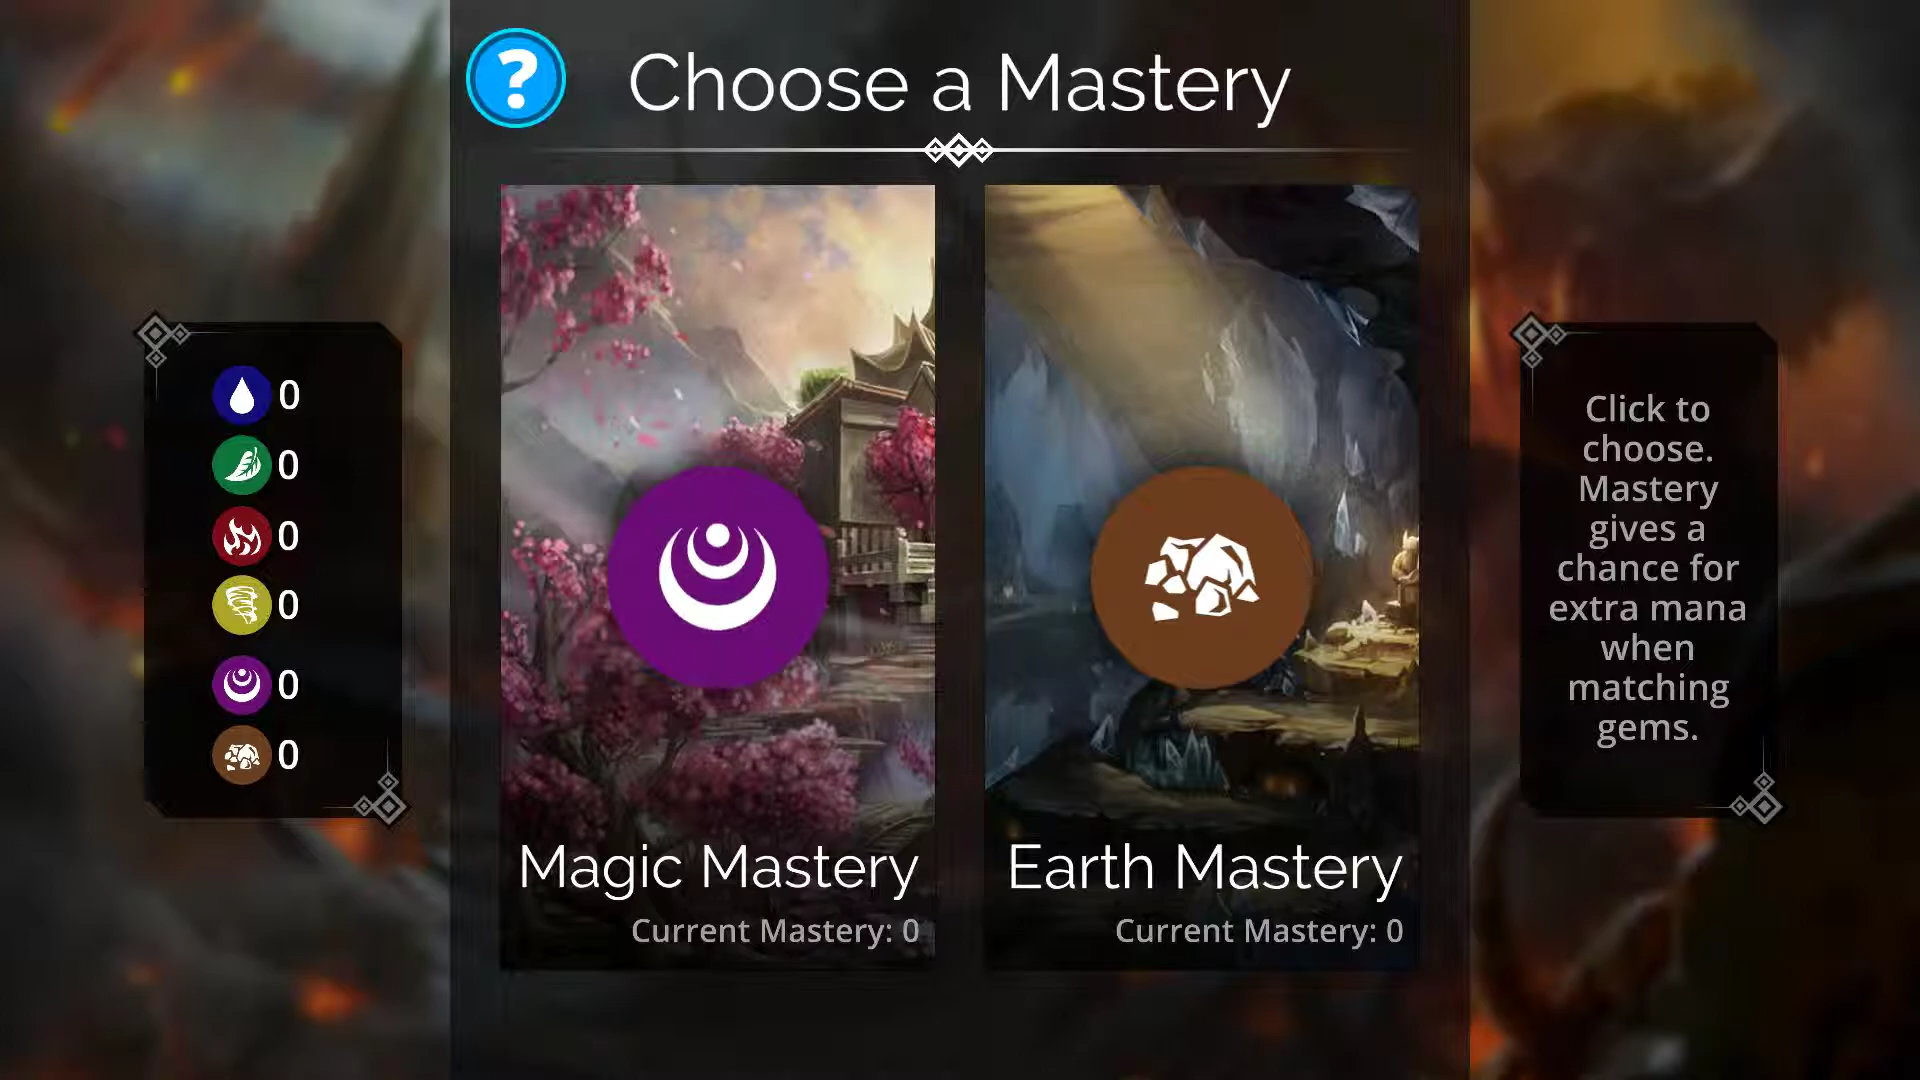 ?
Choose a Mastery
0
0
0
0
0
0
Magic Mastery
Current Mastery: 0
Earth Mastery
Current Mastery: 0
Click to
choose.
Mastery
gives a
chance for
extra mana
when
matching
gems.